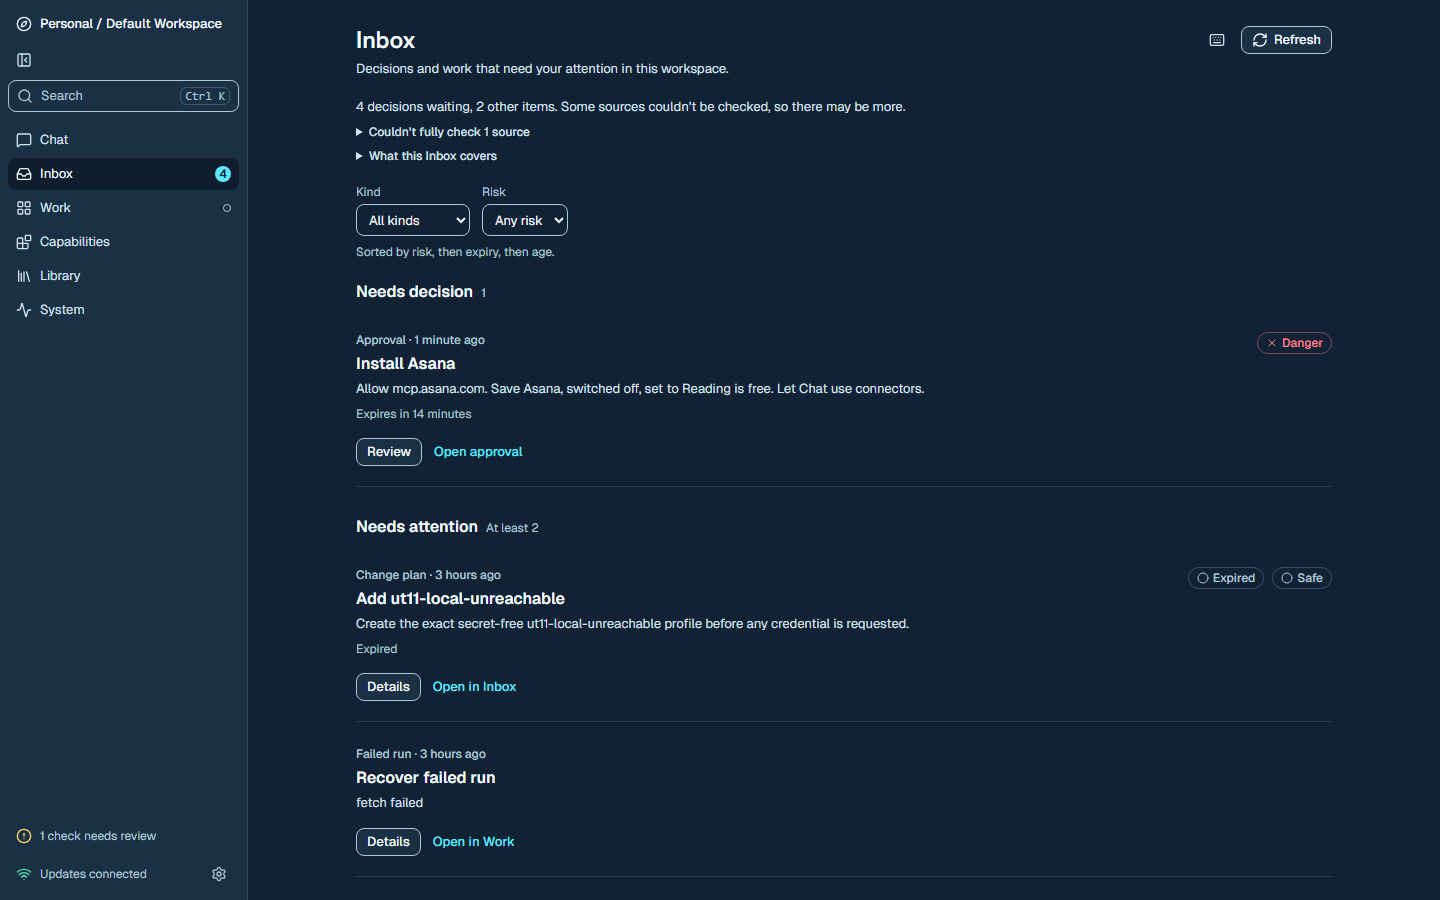 Personal / Default Workspace
Search
Ctrl K
Chat
Inbox
4
Work
Capabilities
Library
System
1 check needs review
Updates connected
Inbox
Refresh
Decisions and work that need your attention in this workspace.
4 decisions waiting, 2 other items. Some sources couldn't be checked, so there may be more.
Couldn't fully check 1 source
What this Inbox covers
Kind
Risk
All kinds
Any risk
Sorted by risk, then expiry, then age.
Needs decision 1
Approval · 1 minute ago
Danger
Install Asana
Allow mcp.asana.com. Save Asana, switched off, set to Reading is free. Let Chat use connectors.
Expires in 14 minutes
Review
Open approval
Needs attention At least 2
Change plan · 3 hours ago
Expired
Safe
Add ut11-local-unreachable
Create the exact secret-free ut11-local-unreachable profile before any credential is requested.
Expired
Details
Open in Inbox
Failed run · 3 hours ago
Recover failed run
fetch failed
Details
Open in Work